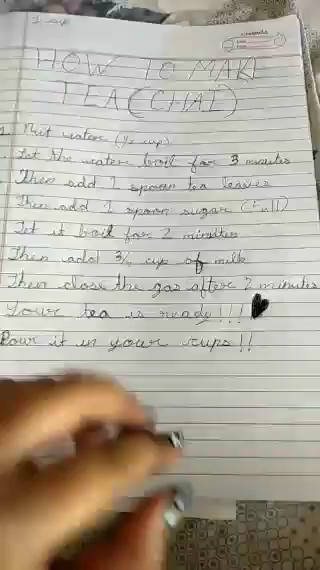 1 cup
HOW TO MAKE
TEA (CHAI)
1. Put water (½ cup)
Let the water boil for 3 minutes
Then add 1 spoon tea leaves
Then add 1 spoon sugar (full)
Let it boil for 2 minutes
Then add 3/4 cup of milk
Then close the gas after 2 minutes
Your tea is ready!!!
Pour it in your cups!!